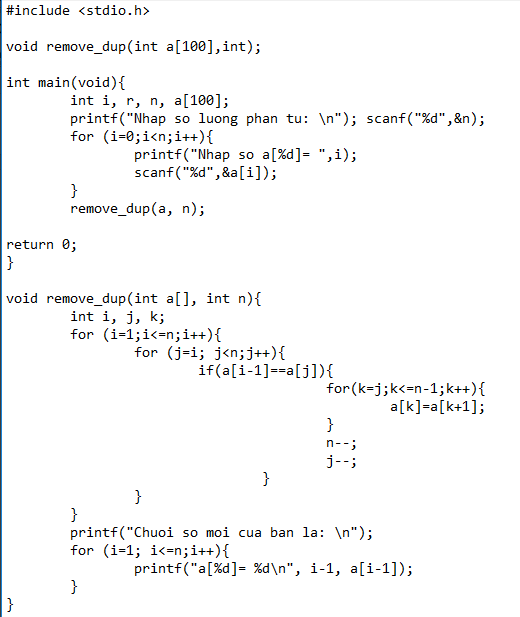 #include <stdio.h>

void remove_dup(int a[100],int);

int main(void){
        int i, r, n, a[100];
        printf("Nhap so luong phan tu: \n"); scanf("%d",&n);
        for (i=0;i<n;i++){
                printf("Nhap so a[%d]= ",i);
                scanf("%d",&a[i]);
        }
        remove_dup(a, n);

return 0;
}

void remove_dup(int a[], int n){
        int i, j, k;
        for (i=1;i<=n;i++){
                for (j=i; j<n;j++){
                        if(a[i-1]==a[j]){
                                        for(k=j;k<=n-1;k++){
                                                a[k]=a[k+1];
                                        }
                                        n--;
                                        j--;
                                }
                }
        }
        printf("Chuoi so moi cua ban la: \n");
        for (i=1; i<=n;i++){
                printf("a[%d]= %d\n", i-1, a[i-1]);
        }
}